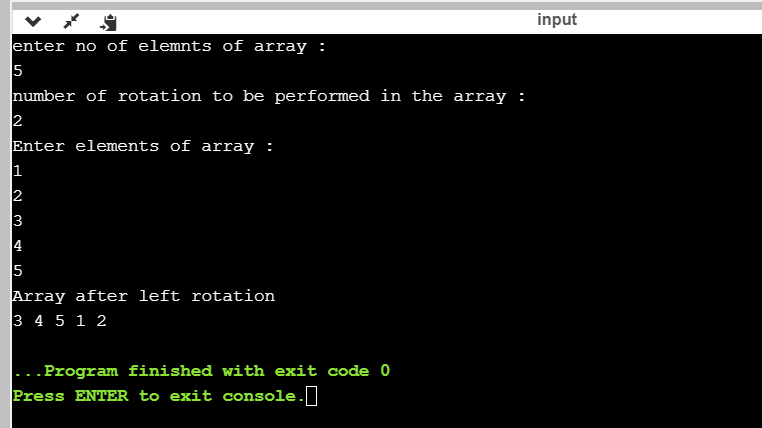 input
enter no of elemnts of array :
5
number of rotation to be performed in the array :
2
Enter elements of array :
1
2
3
4
5
Array after left rotation
3 4 5 1 2
...Program finished with exit code 0
Press ENTER to exit console.